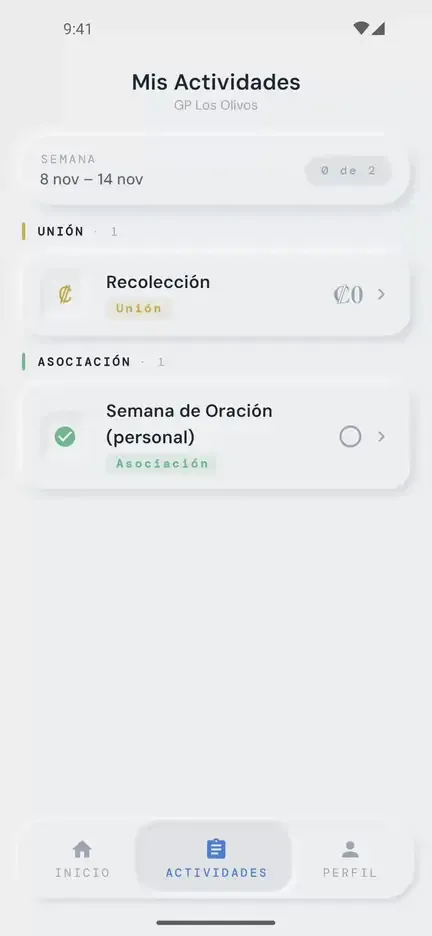 9:41
Mis Actividades
GP Los Olivos
SEMANA
8 nov – 14 nov
0 de 2
UNIÓN · 1
₡
Recolección
₡0
Unión
ASOCIACIÓN · 1
Semana de Oración
(personal)
Asociación
INICIO
ACTIVIDADES
PERFIL